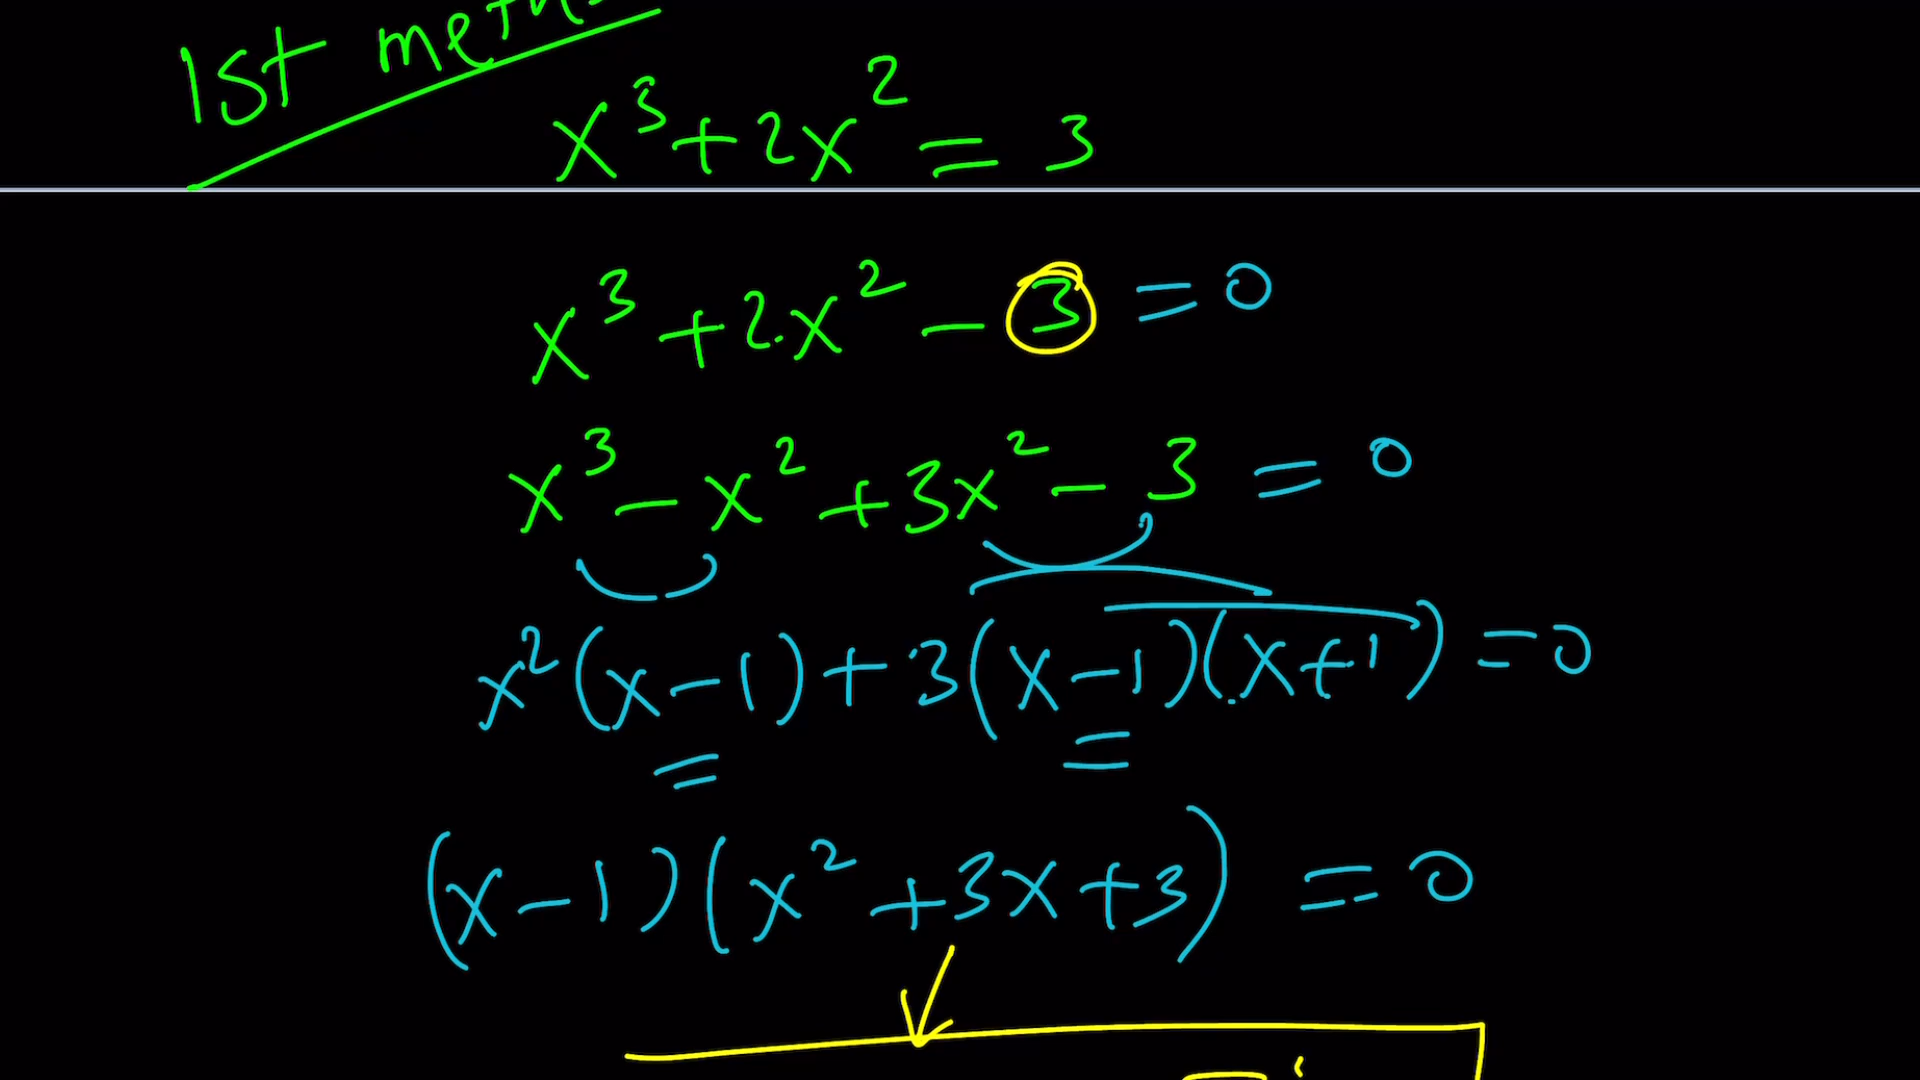 1st
x³+2x²=3
x³+2x²-3=0
x³-x²+3x²-3=0
x²(x-1)+3(x-1)(x+1)=0
(x-1)(x²+3x+3)=0